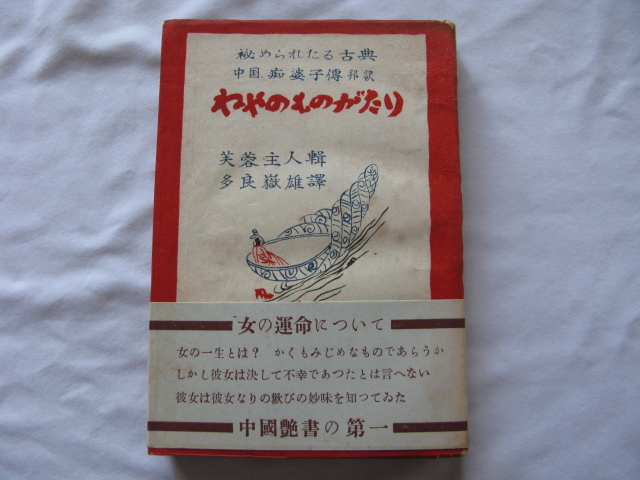 秘められたる古典
中国、痴婆子傳邦訳
ねやのものがたり
芙蓉主人輯
多良嶽雄譯
「女の運命について
女の一生とは？ かくもみじめなものであらうか
しかし彼女は決して不幸であつたとは言へない
彼女は彼女なりの歓びの妙味を知つてゐた
中國艶書の第一